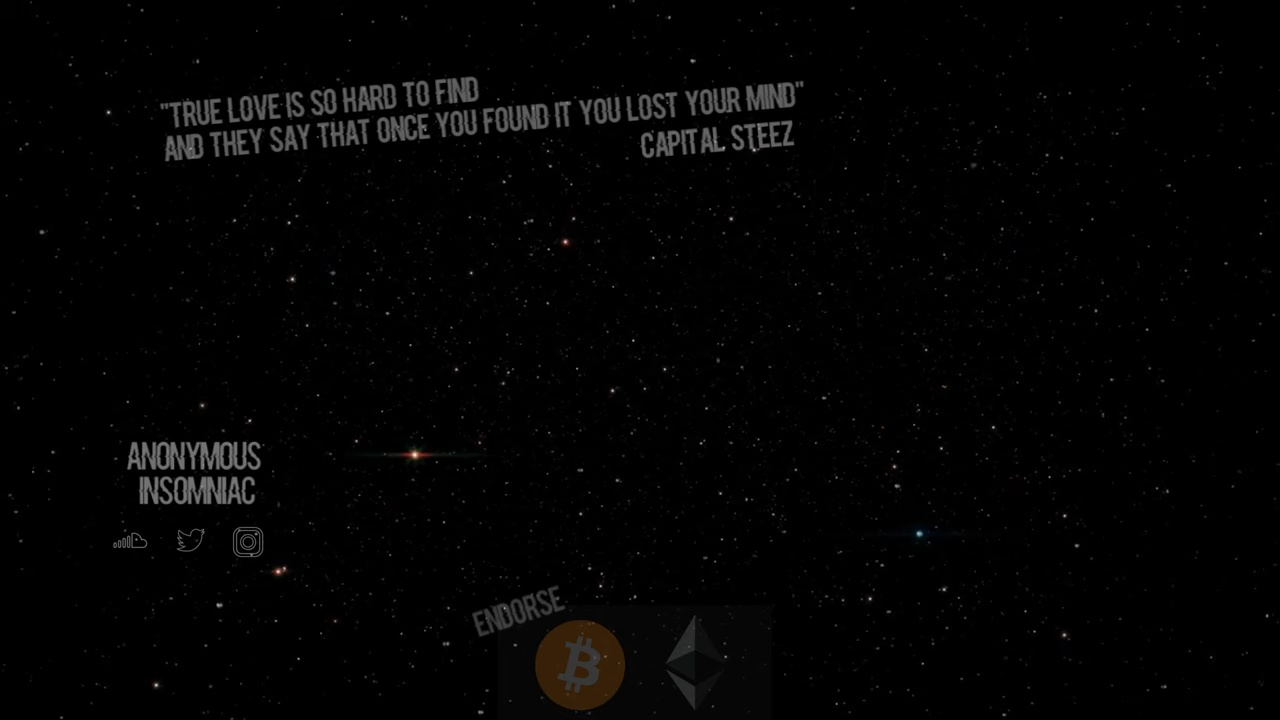 "TRUE LOVE IS SO HARD TO FIND
AND THEY SAY THAT ONCE YOU FOUND IT YOU LOST YOUR MIND"
CAPITAL STEEZ
ANONYMOUS
INSOMNIAC
ENDORSE